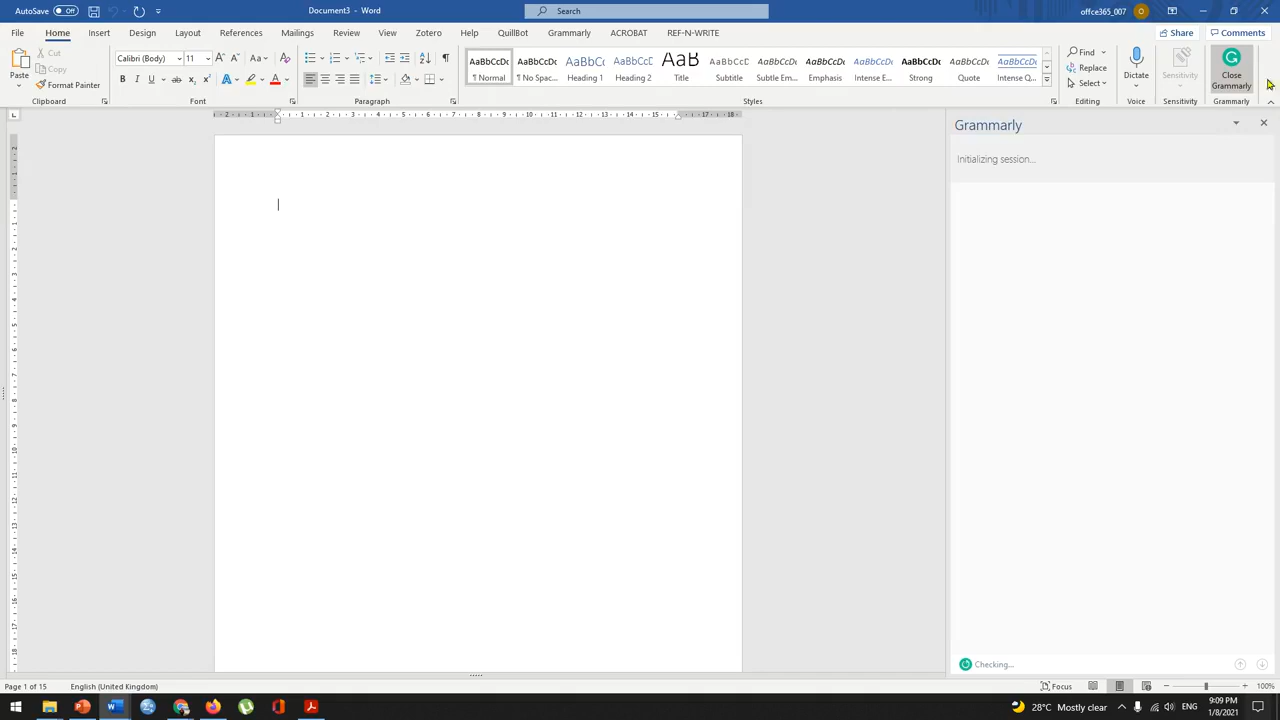 AutoSave Off Document3 - Word Search offce365_007
File Home Insert Design Layout References Mailings Review View Zotero Help QuillBot Grammarly ACROBAT REF-N-WRITE Share Comments
Paste Cut Copy Format Painter
Calibri (Body) 11
AaBbCcDc ¶ Normal
AaBbCcDc ¶ No Spac...
AaBbC( Heading 1
AaBbCcD Heading 2
AaB Title
AaBbCcD Subtitle
AaBbCcDc Subtle Em...
AaBbCcDc Emphasis
AaBbCcDc Intense E...
AaBbCcDc Strong
AaBbCcDc Quote
AaBbCcDc Intense Q...
Find
Replace
Select
Dictate
Sensitivity
Close Grammarly
Clipboard Font Paragraph Styles Editing Voice Sensitivity Grammarly
Grammarly
Initializing session...
Checking...
Page 1 of 15 English (United Kingdom) Focus 100%
28°C Mostly clear ENG 9:09 PM
1/8/2021